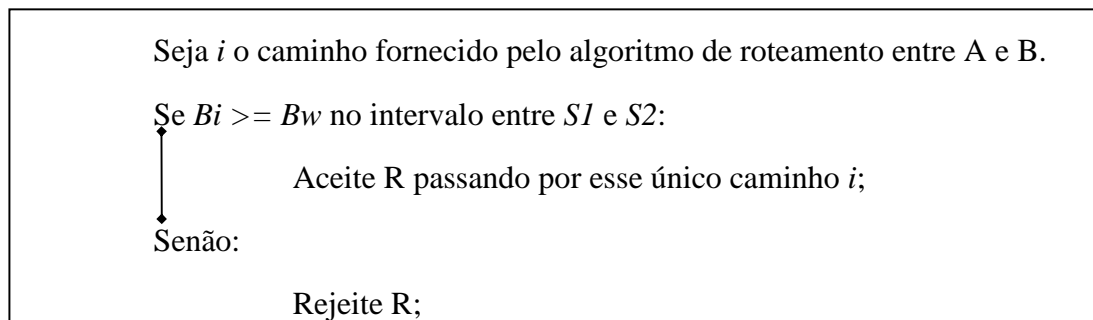 Seja i o caminho fornecido pelo algoritmo de roteamento entre A e B.
Se Bi >= Bw no intervalo entre S1 e S2:
Aceite R passando por esse único caminho i;
Senão:
Rejeite R;